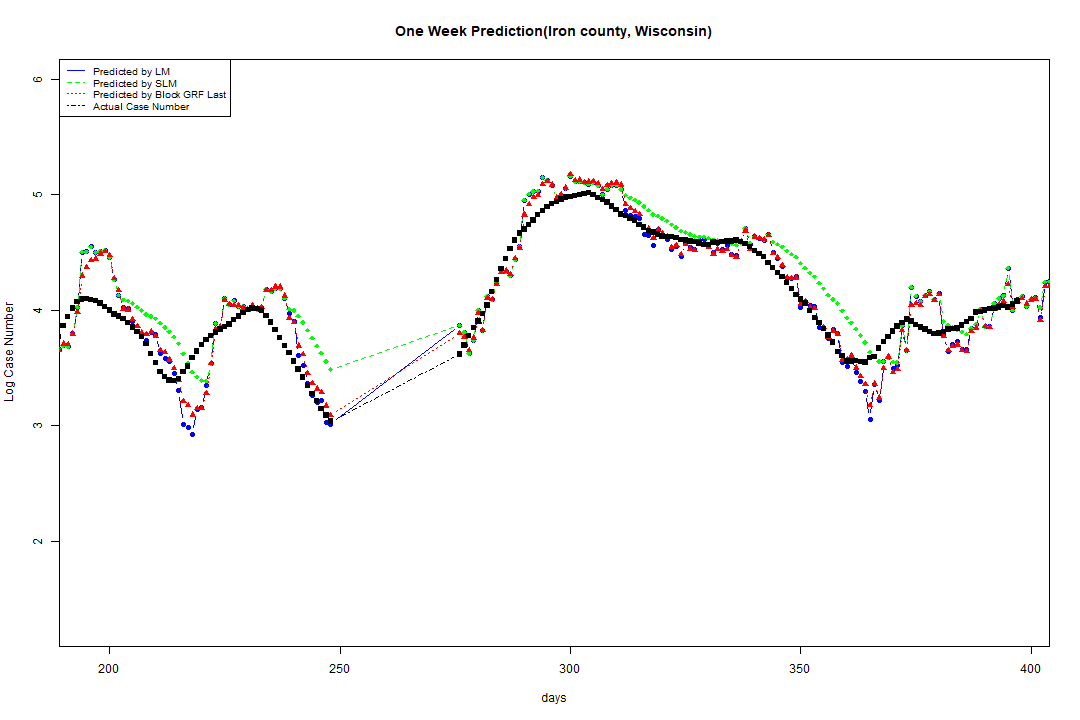 One Week Prediction(Iron county, Wisconsin)
Predicted by LM
Predicted by SLM
Predicted by Block GRF Last
Actual Case Number
6
5
4
3
2
Log Case Number
200 250 300 350 400
days